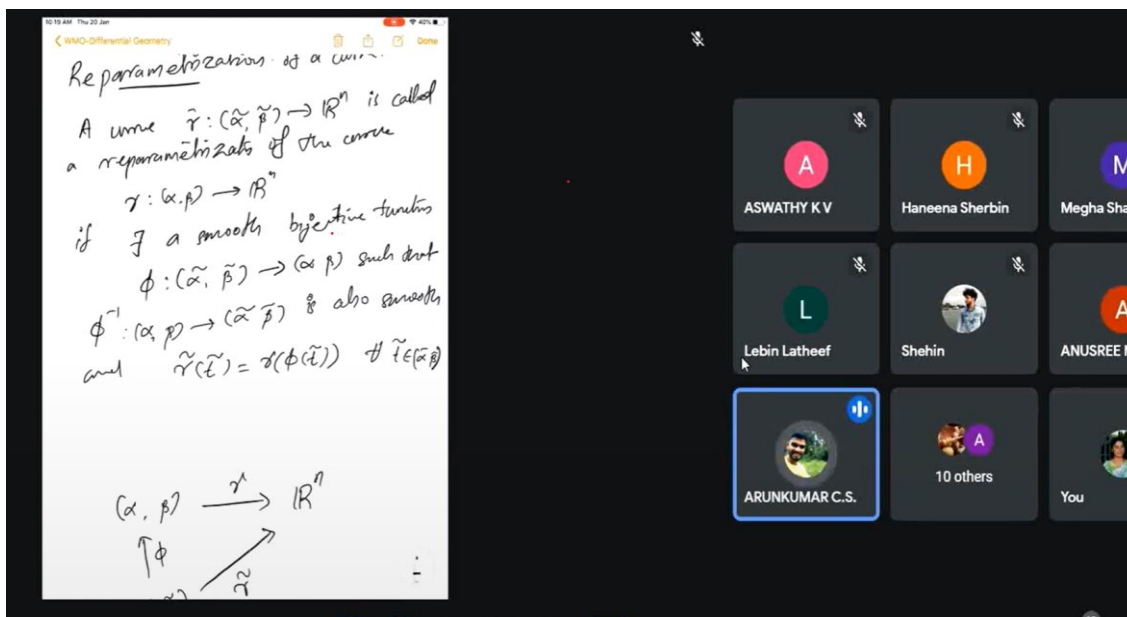 10:19 AM Thu 20 Jan
40%
WMO-Differential Geometry
Done
Reparametrization of a curve
A curve γ̃ : (α̃, β̃) → ℝⁿ is called
a reparametrizats of the curve
γ : (α, β) → ℝⁿ
if ∃ a smooth bijective function
ϕ : (α̃, β̃) → (α β) such that
ϕ⁻¹ : (α, β) → (α̃ β̃) is also smooth
and γ̃(t̃) = γ(ϕ(t̃)) ∀ t̃ ∈ (α̃ β̃)
(α, β) γ ℝⁿ
↑ϕ
γ̃
A
ASWATHY K V
H
Haneena Sherbin
M
Megha Sha
L
Lebin Latheef
Shehin
A
ANUSREE
ARUNKUMAR C.S.
A
10 others
You